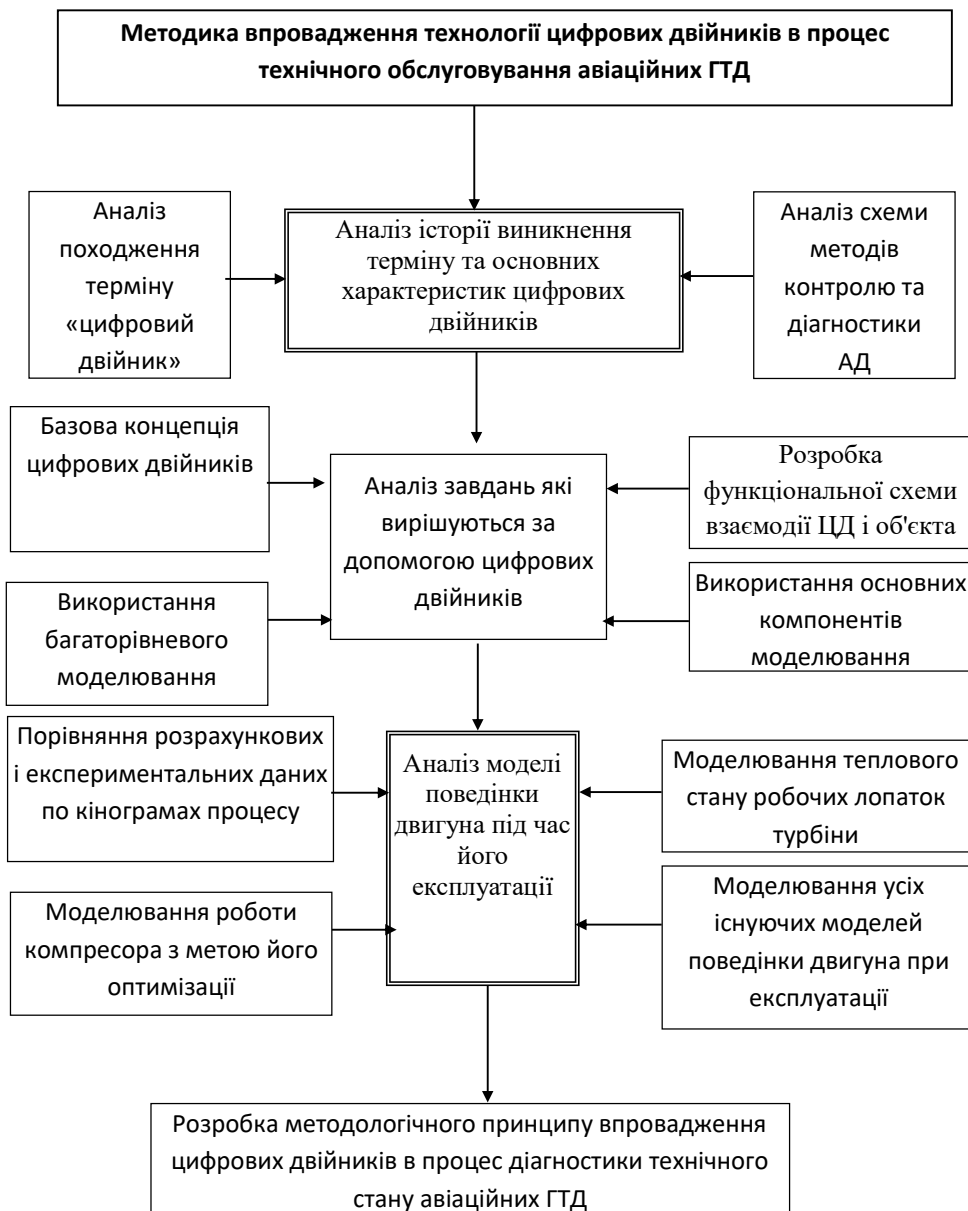 Методика впровадження технології цифрових двійників в процес
технічного обслуговування авіаційних ГТД
Аналіз
походження
терміну
«цифровий
двійник»
Аналіз історії виникнення
терміну та основних
характеристик цифрових
двійників
Аналіз схеми
методів
контролю та
діагностики
АД
Базова концепція
цифрових двійників
Аналіз завдань які
вирішуються за
допомогою цифрових
двійників
Розробка
функціональної схеми
взаємодії ЦД і об'єкта
Використання
багаторівневого
моделювання
Використання основних
компонентів
моделювання
Порівняння розрахункових
і експериментальних даних
по кінограмах процесу
Аналіз моделі
поведінки
двигуна під час
його
експлуатації
Моделювання теплового
стану робочих лопаток
турбіни
Моделювання роботи
компресора з метою його
оптимізації
Моделювання усіх
існуючих моделей
поведінки двигуна при
експлуатації
Розробка методологічного принципу впровадження
цифрових двійників в процес діагностики технічного
стану авіаційних ГТД